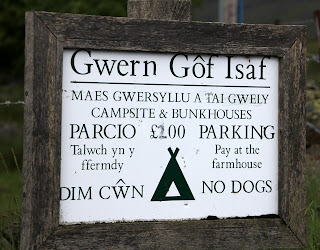 Gwern Gôf Isaf
MAES GWERSYLLU A TAI GWELY
CAMPSITE & BUNKHOUSES
PARCIO £2.00 PARKING
Talwch yn y ffermdy
Pay at the farmhouse
DIM CŴN NO DOGS